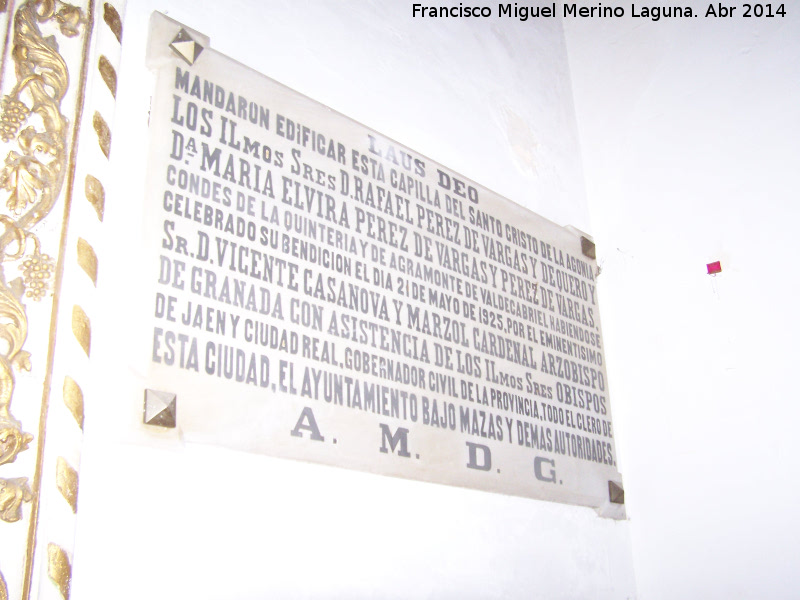 Francisco Miguel Merino Laguna. Abr 2014
LAUS DEO
MANDARON EDIFICAR ESTA CAPILLA DEL SANTO CRISTO DE LA AGONIA
LOS ILMOS SRES D. RAFAEL PEREZ DE VARGAS Y DE QUERO Y
Dª MARIA ELVIRA PEREZ DE VARGAS Y PEREZ DE VARGAS,
CONDES DE LA QUINTERIA Y DE AGRAMONTE DE VALDECABRIEL HABIENDOSE
CELEBRADO SU BENDICION EL DIA 21 DE MAYO DE 1925, POR EL EMINENTISIMO
SR. D. VICENTE CASANOVA Y MARZOL CARDENAL ARZOBISPO
DE GRANADA CON ASISTENCIA DE LOS ILMOS SRES OBISPOS
DE JAEN Y CIUDAD REAL, GOBERNADOR CIVIL DE LA PROVINCIA, TODO EL CLERO DE
ESTA CIUDAD, EL AYUNTAMIENTO BAJO MAZAS Y DEMAS AUTORIDADES.
A. M. D. G.